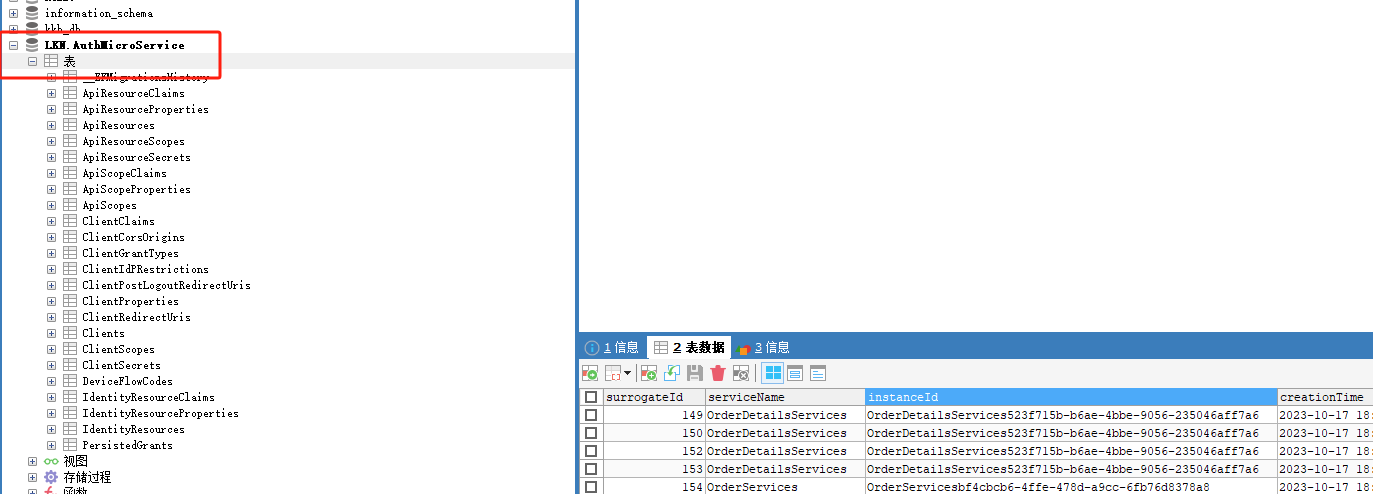 information_schema
kkb_db
LKN.AuthMicroService
表
__EFMigrationsHistory
ApiResourceClaims
ApiResourceProperties
ApiResources
ApiResourceScopes
ApiResourceSecrets
ApiScopeClaims
ApiScopeProperties
ApiScopes
ClientClaims
ClientCorsOrigins
ClientGrantTypes
ClientIdPRestrictions
ClientPostLogoutRedirectUris
ClientProperties
ClientRedirectUris
Clients
ClientScopes
ClientSecrets
DeviceFlowCodes
IdentityResourceClaims
IdentityResourceProperties
IdentityResources
PersistedGrants
视图
存储过程
函数
1 信息 2 表数据 3 信息
surrogateId serviceName instanceId creationTime
149 OrderDetailsServices OrderDetailsServices523f715b-b6ae-4bbe-9056-235046aff7a6 2023-10-17 18:
150 OrderDetailsServices OrderDetailsServices523f715b-b6ae-4bbe-9056-235046aff7a6 2023-10-17 18:
152 OrderDetailsServices OrderDetailsServices523f715b-b6ae-4bbe-9056-235046aff7a6 2023-10-17 18:
153 OrderDetailsServices OrderDetailsServices523f715b-b6ae-4bbe-9056-235046aff7a6 2023-10-17 18:
154 OrderServices OrderServicesbf4cbcb6-4ffe-478d-a9cc-6fb76d8378a8 2023-10-17 18: